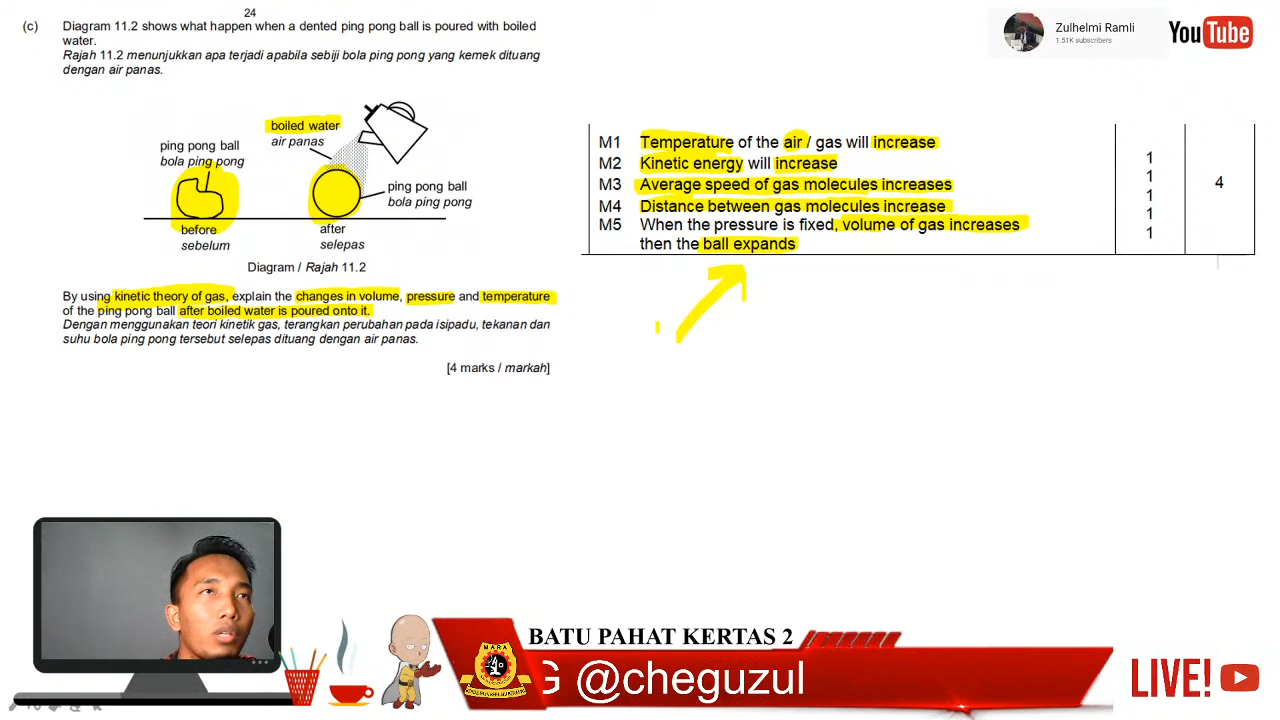 24
(c) Diagram 11.2 shows what happen when a dented ping pong ball is poured with boiled
water.
Rajah 11.2 menunjukkan apa terjadi apabila sebiji bola ping pong yang kemek dituang
dengan air panas.
boiled water
air panas
ping pong ball
bola ping pong
ping pong ball
bola ping pong
before
sebelum
after
selepas
Diagram / Rajah 11.2
By using kinetic theory of gas, explain the changes in volume, pressure and temperature
of the ping pong ball after boiled water is poured onto it.
Dengan menggunakan teori kinetik gas, terangkan perubahan pada isipadu, tekanan dan
suhu bola ping pong tersebut selepas dituang dengan air panas.
[4 marks / markah]
Zulhelmi Ramli
1.51K subscribers
YouTube
M1 Temperature of the air / gas will increase
M2 Kinetic energy will increase
M3 Average speed of gas molecules increases
M4 Distance between gas molecules increase
M5 When the pressure is fixed, volume of gas increases
then the ball expands
1
1
1
1
1
4
BATU PAHAT KERTAS 2
MARA
G @cheguzul
LIVE!